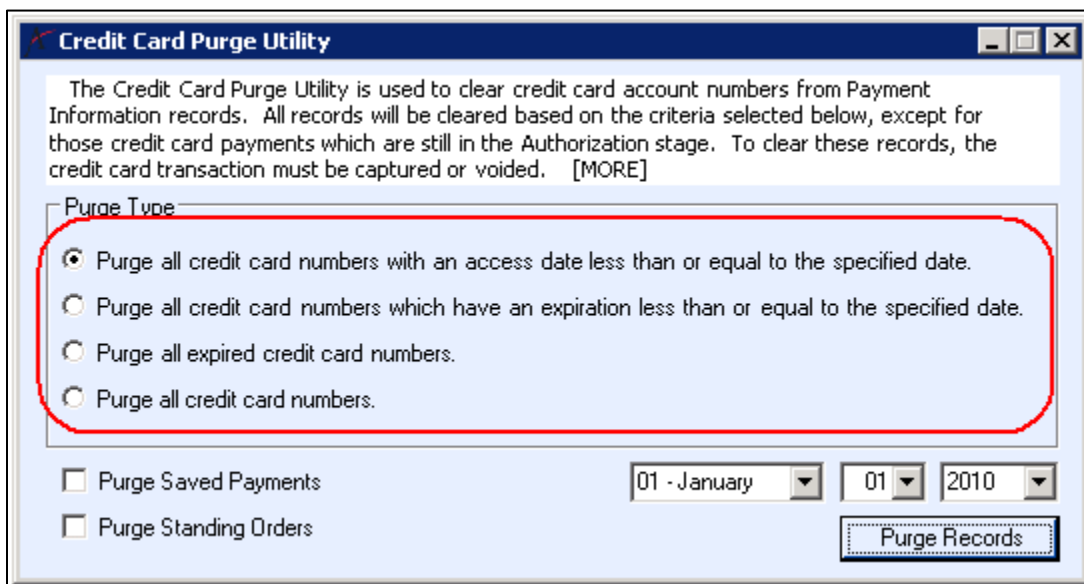 Credit Card Purge Utility
The Credit Card Purge Utility is used to clear credit card account numbers from Payment
Information records. All records will be cleared based on the criteria selected below, except for
those credit card payments which are still in the Authorization stage. To clear these records, the
credit card transaction must be captured or voided. [MORE]
Purge Type
Purge all credit card numbers with an access date less than or equal to the specified date.
Purge all credit card numbers which have an expiration less than or equal to the specified date.
Purge all expired credit card numbers.
Purge all credit card numbers.
Purge Saved Payments 01 - January 01 2010
Purge Standing Orders Purge Records